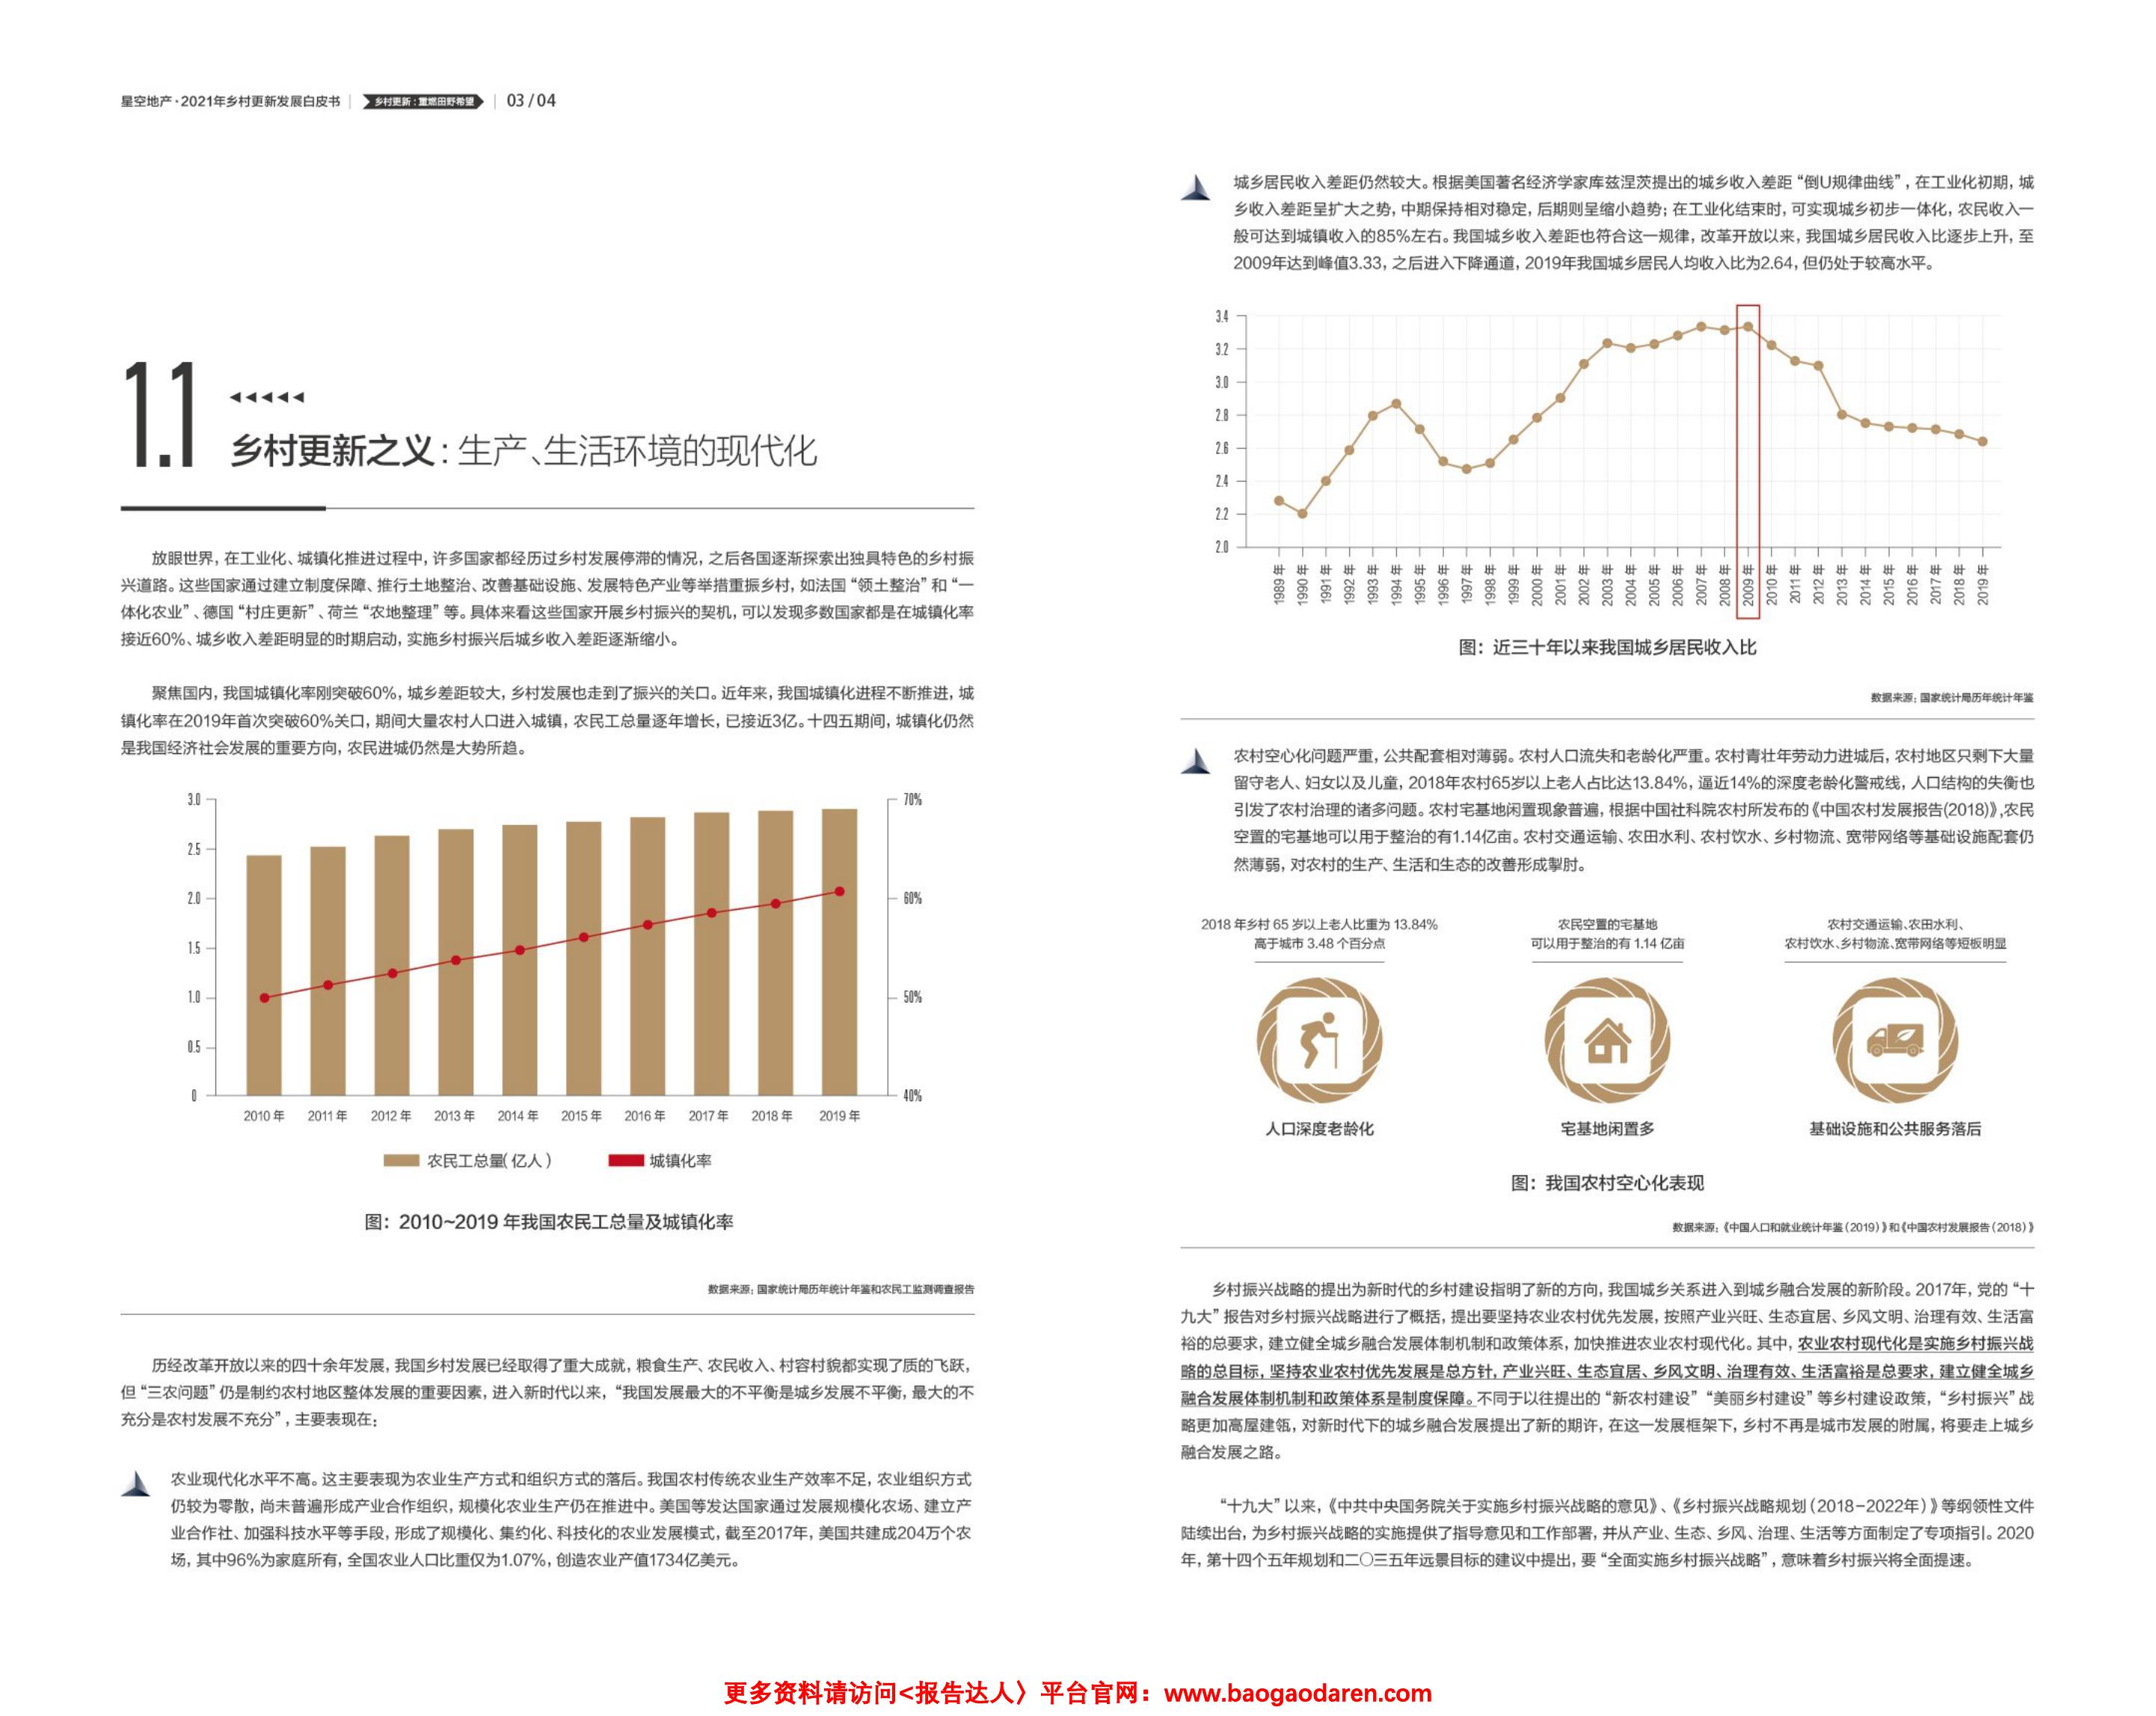 星空地产·2021年乡村更新发展白皮书 | 乡村更新:重燃田野希望 | 03/04
1.1
乡村更新之义:生产、生活环境的现代化
放眼世界,在工业化、城镇化推进过程中,许多国家都经历过乡村发展停滞的情况,之后各国逐渐探索出独具特色的乡村振
兴道路。这些国家通过建立制度保障、推行土地整治、改善基础设施、发展特色产业等举措重振乡村,如法国“领土整治”和“一
体化农业”、德国“村庄更新”、荷兰“农地整理”等。具体来看这些国家开展乡村振兴的契机,可以发现多数国家都是在城镇化率
接近60%、城乡收入差距明显的时期启动,实施乡村振兴后城乡收入差距逐渐缩小。
聚焦国内,我国城镇化率刚突破60%,城乡差距较大,乡村发展也走到了振兴的关口。近年来,我国城镇化进程不断推进,城
镇化率在2019年首次突破60%关口,期间大量农村人口进入城镇,农民工总量逐年增长,已接近3亿。十四五期间,城镇化仍然
是我国经济社会发展的重要方向,农民进城仍然是大势所趋。
3.0
2.5
2.0
1.5
1.0
0.5
0
70%
60%
50%
40%
2010年 2011年 2012年 2013年 2014年 2015年 2016年 2017年 2018年 2019年
农民工总量(亿人) 城镇化率
图：2010~2019年我国农民工总量及城镇化率
数据来源：国家统计局历年统计年鉴和农民工监测调查报告
历经改革开放以来的四十余年发展,我国乡村发展已经取得了重大成就,粮食生产、农民收入、村容村貌都实现了质的飞跃,
但“三农问题”仍是制约农村地区整体发展的重要因素,进入新时代以来,“我国发展最大的不平衡是城乡发展不平衡,最大的不
充分是农村发展不充分”,主要表现在:
农业现代化水平不高。这主要表现为农业生产方式和组织方式的落后。我国农村传统农业生产效率不足,农业组织方式
仍较为零散,尚未普遍形成产业合作组织,规模化农业生产仍在推进中。美国等发达国家通过发展规模化农场、建立产
业合作社、加强科技水平等手段,形成了规模化、集约化、科技化的农业发展模式,截至2017年,美国共建成204万个农
场,其中96%为家庭所有,全国农业人口比重仅为1.07%,创造农业产值1734亿美元。
城乡居民收入差距仍然较大。根据美国著名经济学家库兹涅茨提出的城乡收入差距“倒U规律曲线”,在工业化初期,城
乡收入差距呈扩大之势,中期保持相对稳定,后期则呈缩小趋势;在工业化结束时,可实现城乡初步一体化,农民收入一
般可达到城镇收入的85%左右。我国城乡收入差距也符合这一规律,改革开放以来,我国城乡居民收入比逐步上升,至
2009年达到峰值3.33,之后进入下降通道,2019年我国城乡居民人均收入比为2.64,但仍处于较高水平。
3.4
3.2
3.0
2.8
2.6
2.4
2.2
2.0
1989年 1990年 1991年 1992年 1993年 1994年 1995年 1996年 1997年 1998年 1999年 2000年 2001年 2002年 2003年 2004年 2005年 2006年 2007年 2008年 2009年 2010年 2011年 2012年 2013年 2014年 2015年 2016年 2017年 2018年 2019年
图：近三十年以来我国城乡居民收入比
数据来源：国家统计局历年统计年鉴
农村空心化问题严重,公共配套相对薄弱。农村人口流失和老龄化严重。农村青壮年劳动力进城后,农村地区只剩下大量
留守老人、妇女以及儿童,2018年农村65岁以上老人占比达13.84%,逼近14%的深度老龄化警戒线,人口结构的失衡也
引发了农村治理的诸多问题。农村宅基地闲置现象普遍,根据中国社科院农村所发布的《中国农村发展报告(2018)》,农民
空置的宅基地可以用于整治的有1.14亿亩。农村交通运输、农田水利、农村饮水、乡村物流、宽带网络等基础设施配套仍
然薄弱,对农村的生产、生活和生态的改善形成掣肘。
2018年乡村65岁以上老人比重为13.84%
高于城市3.48个百分点
农民空置的宅基地
可以用于整治的有1.14亿亩
农村交通运输、农田水利、
农村饮水、乡村物流、宽带网络等短板明显
人口深度老龄化
宅基地闲置多
基础设施和公共服务落后
图：我国农村空心化表现
数据来源：《中国人口和就业统计年鉴(2019)》和《中国农村发展报告(2018)》
乡村振兴战略的提出为新时代的乡村建设指明了新的方向,我国城乡关系进入到城乡融合发展的新阶段。2017年,党的“十
九大”报告对乡村振兴战略进行了概括,提出要坚持农业农村优先发展,按照产业兴旺、生态宜居、乡风文明、治理有效、生活富
裕的总要求,建立健全城乡融合发展体制机制和政策体系,加快推进农业农村现代化。其中,农业农村现代化是实施乡村振兴战
略的总目标,坚持农业农村优先发展是总方针,产业兴旺、生态宜居、乡风文明、治理有效、生活富裕是总要求,建立健全城乡
融合发展体制机制和政策体系是制度保障。不同于以往提出的“新农村建设”“美丽乡村建设”等乡村建设政策,“乡村振兴”战
略更加高屋建瓴,对新时代下的城乡融合发展提出了新的期许,在这一发展框架下,乡村不再是城市发展的附属,将要走上城乡
融合发展之路。
“十九大”以来,《中共中央国务院关于实施乡村振兴战略的意见》、《乡村振兴战略规划(2018-2022年)》等纲领性文件
陆续出台,为乡村振兴战略的实施提供了指导意见和工作部署,并从产业、生态、乡风、治理、生活等方面制定了专项指引。2020
年,第十四个五年规划和二〇三五年远景目标的建议中提出,要“全面实施乡村振兴战略”,意味着乡村振兴将全面提速。
更多资料请访问<报告达人〉平台官网：www.baogaodaren.com